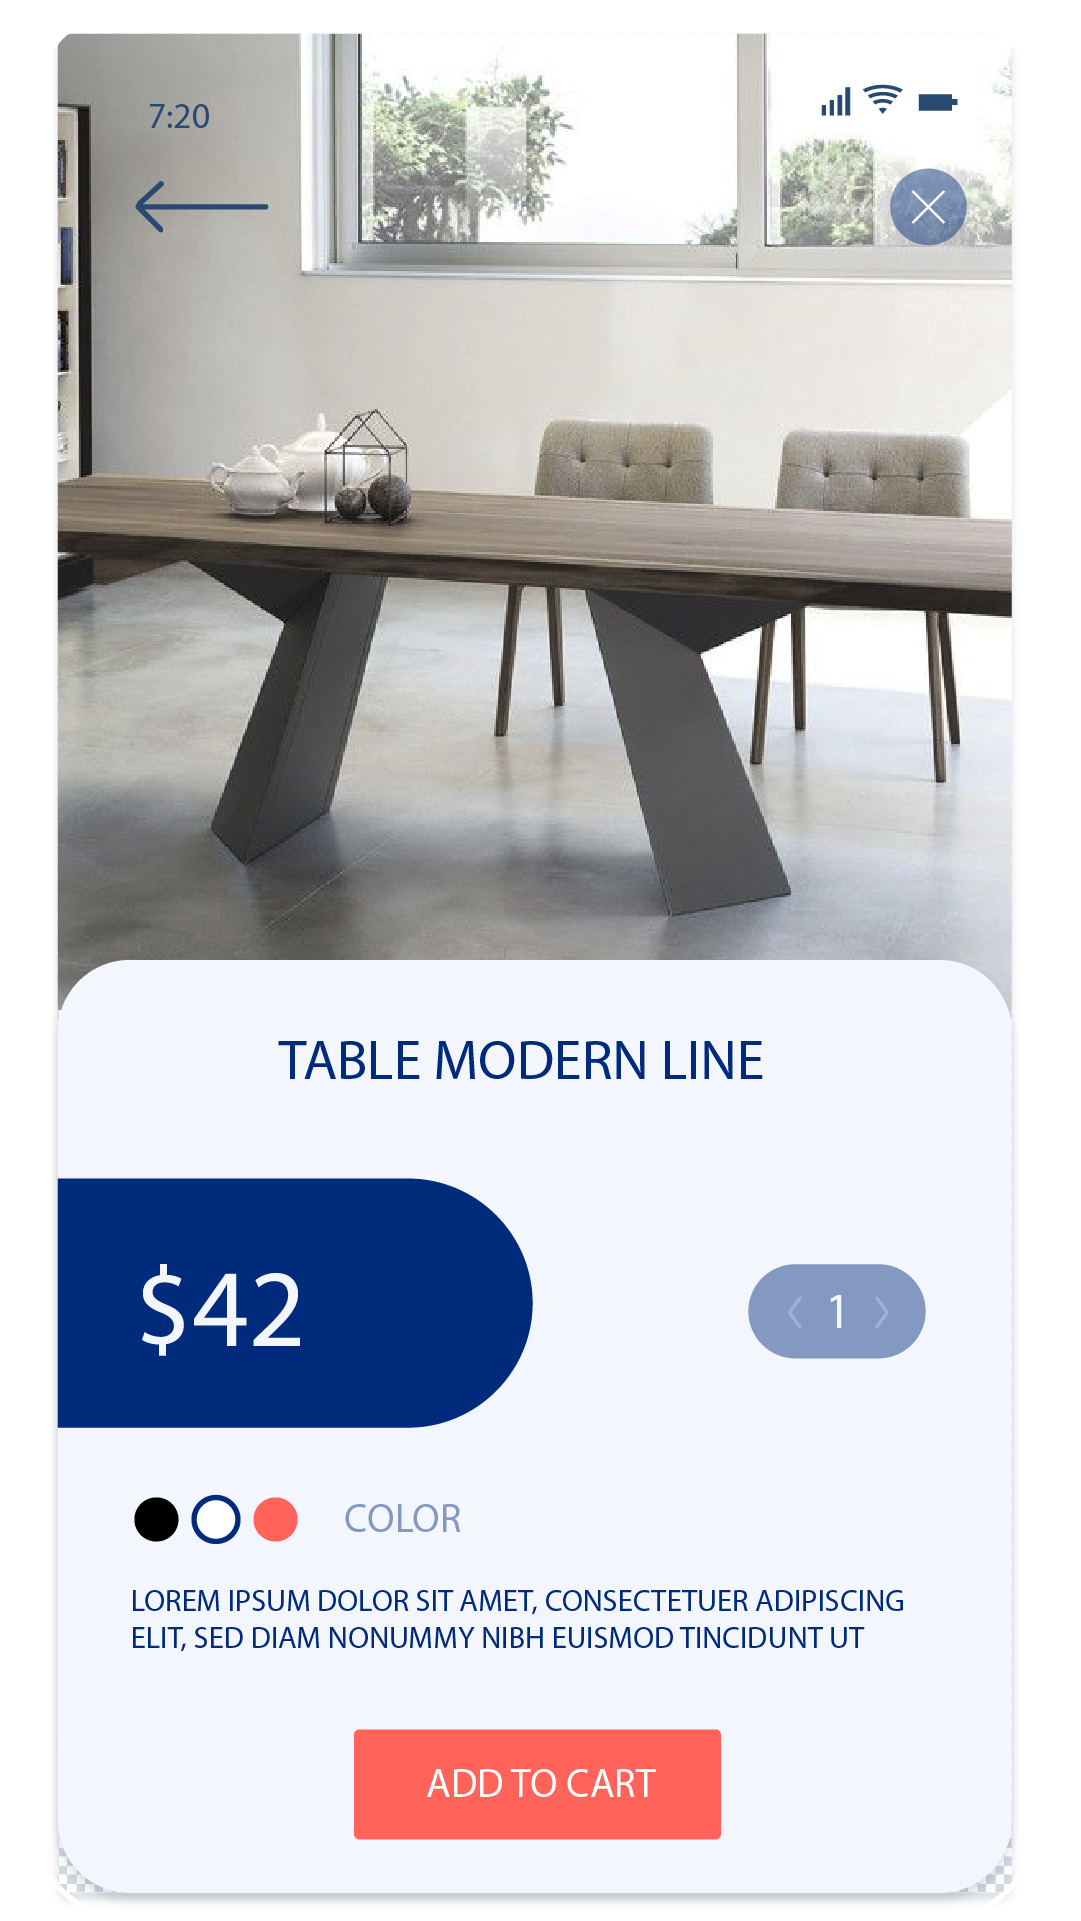 7:20
TABLE MODERN LINE
$42
1
COLOR
LOREM IPSUM DOLOR SIT AMET, CONSECTETUER ADIPISCING
ELIT, SED DIAM NONUMMY NIBH EUISMOD TINCIDUNT UT
ADD TO CART